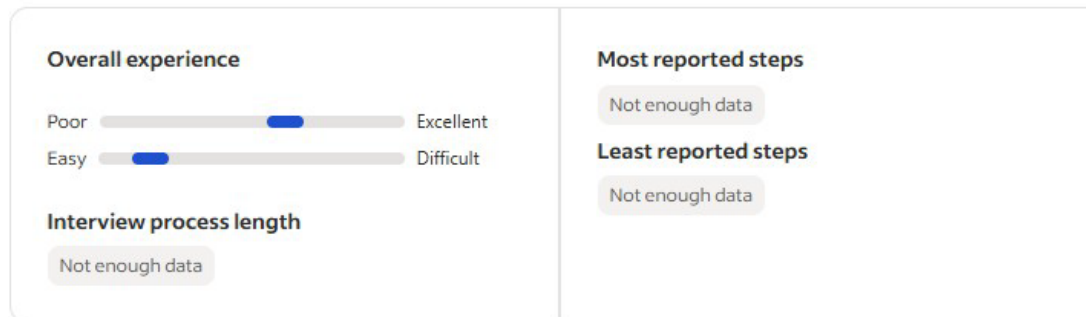 Overall experience
Poor Excellent
Easy Difficult
Interview process length
Not enough data
Most reported steps
Not enough data
Least reported steps
Not enough data